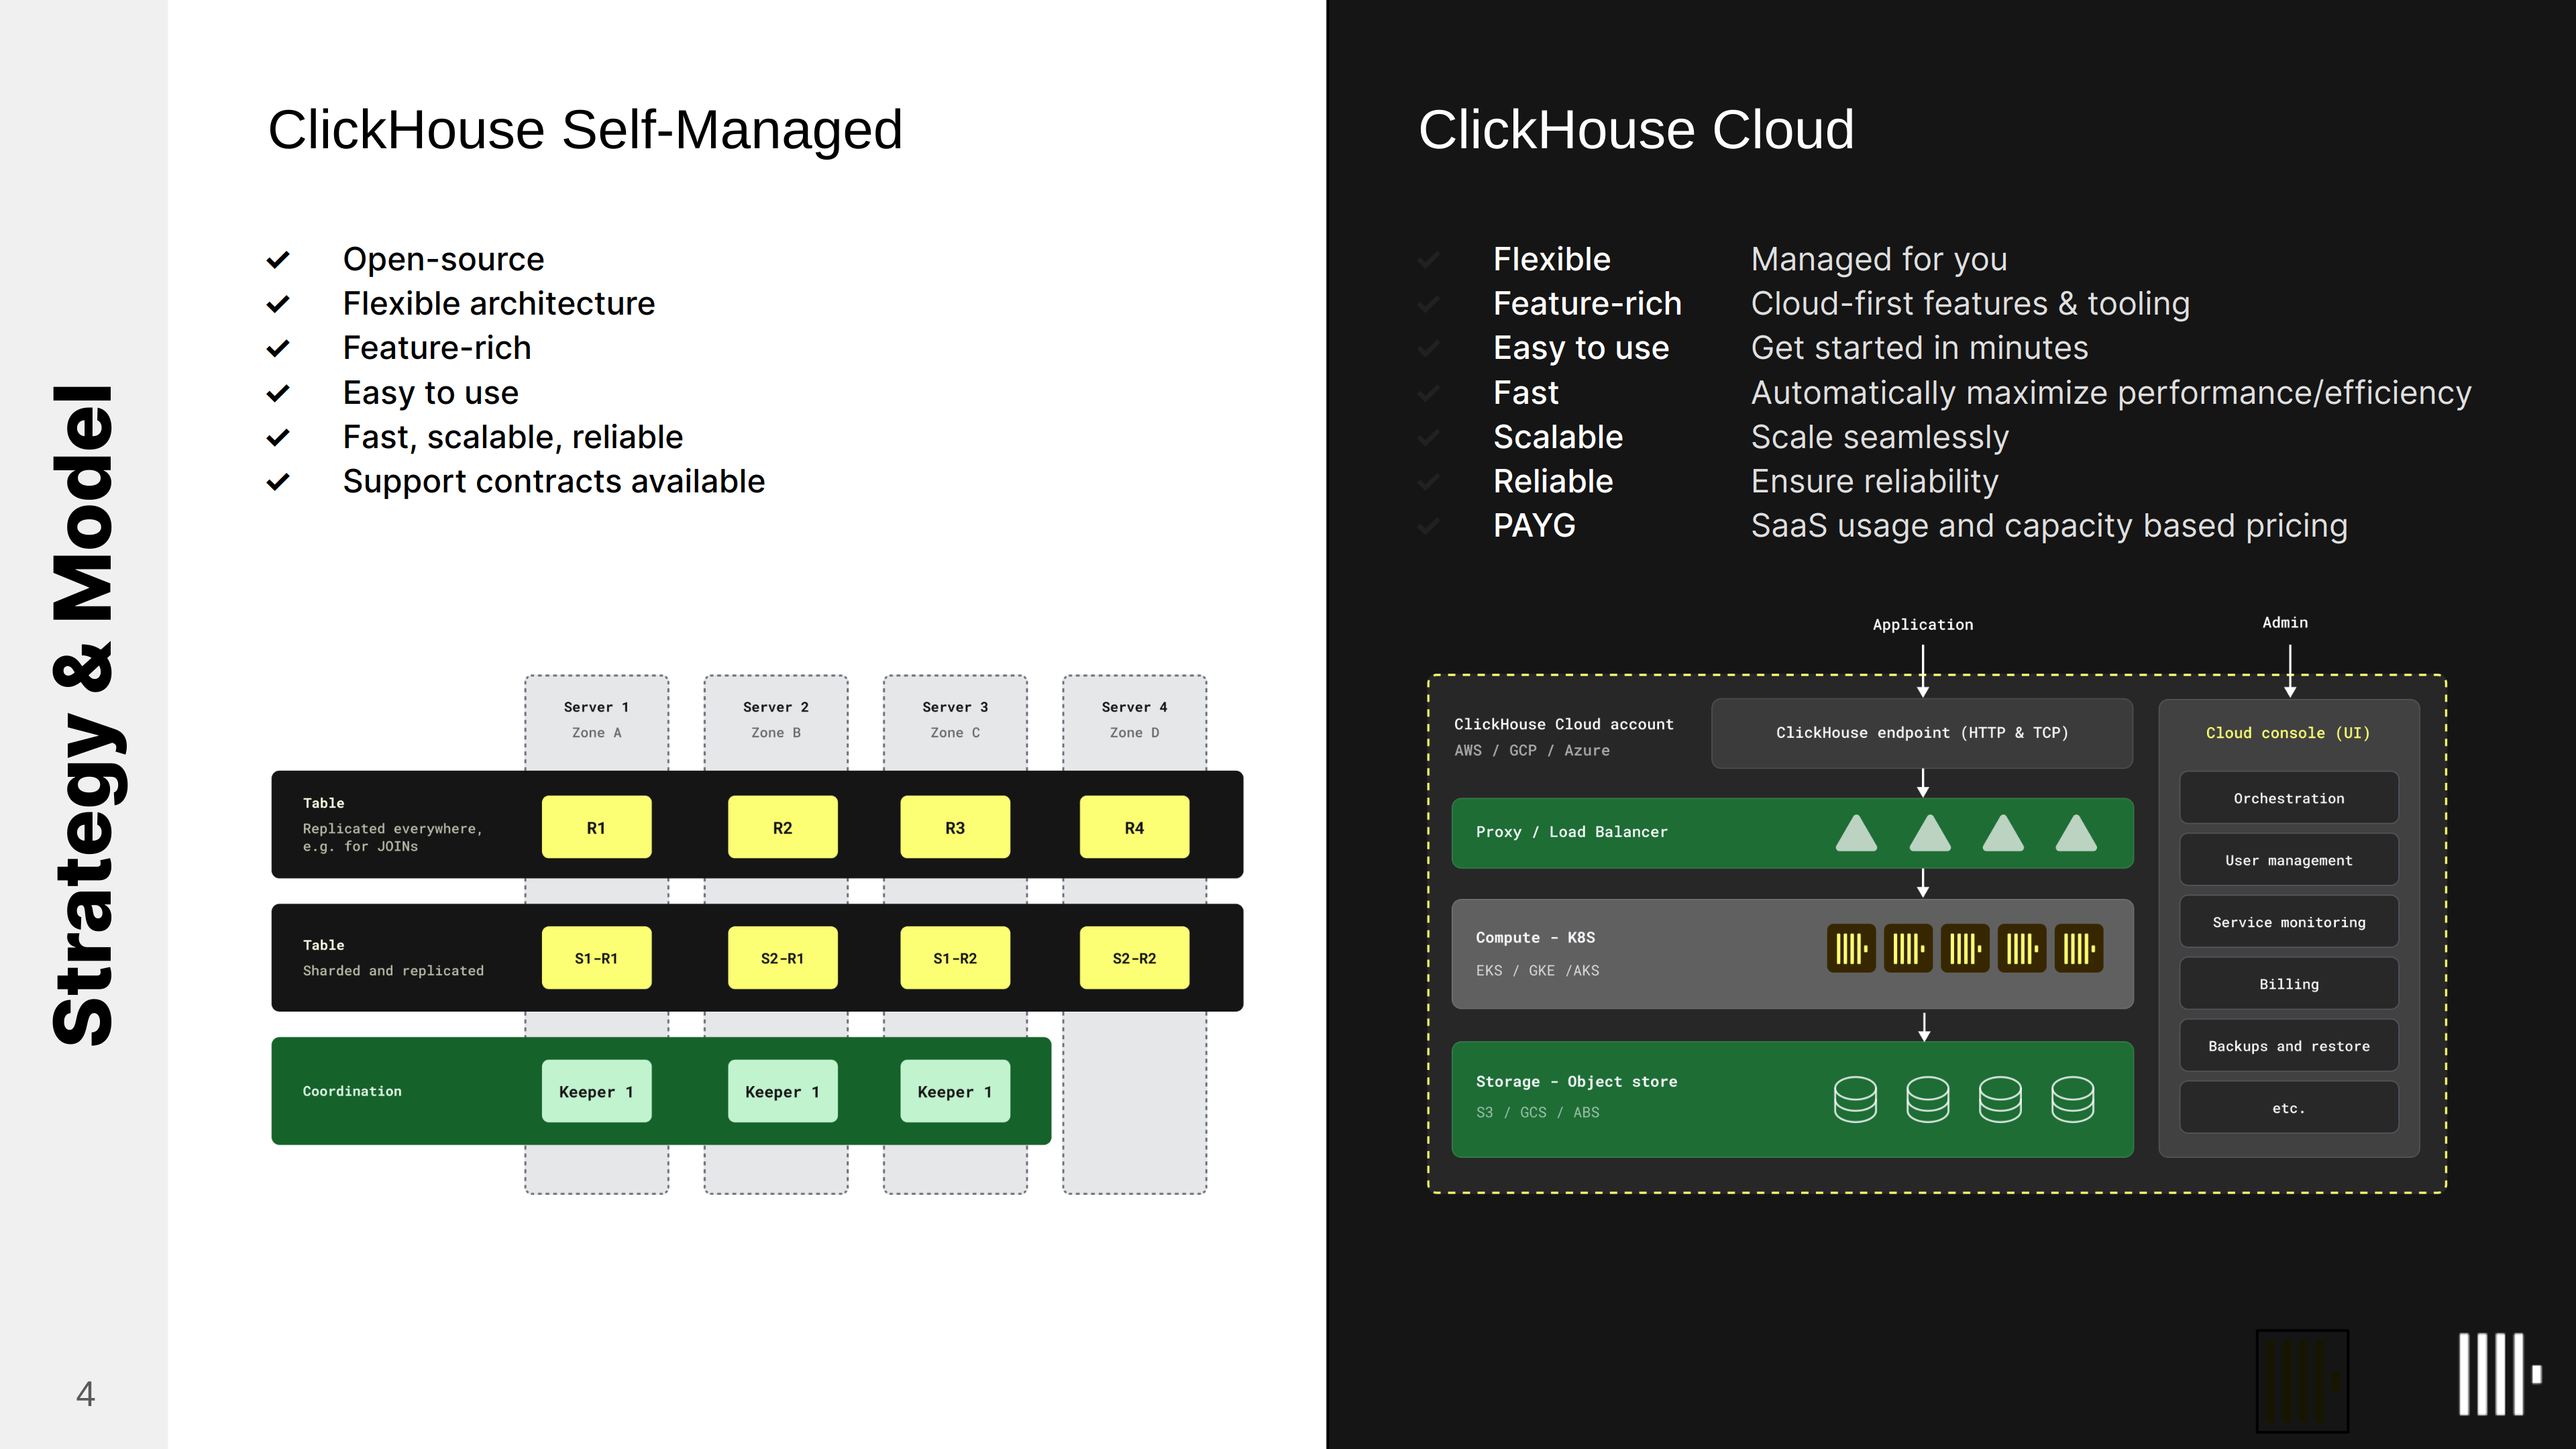 Strategy & Model
4
ClickHouse Self-Managed
Open-source
Flexible architecture
Feature-rich
Easy to use
Fast, scalable, reliable
Support contracts available
Server 1
Zone A
Server 2
Zone B
Server 3
Zone C
Server 4
Zone D
Table
Replicated everywhere,
e.g. for JOINs
R1
R2
R3
R4
Table
Sharded and replicated
S1-R1
S2-R1
S1-R2
S2-R2
Coordination
Keeper 1
Keeper 1
Keeper 1
ClickHouse Cloud
Flexible Managed for you
Feature-rich Cloud-first features & tooling
Easy to use Get started in minutes
Fast Automatically maximize performance/efficiency
Scalable Scale seamlessly
Reliable Ensure reliability
PAYG SaaS usage and capacity based pricing
Application
Admin
ClickHouse Cloud account
AWS / GCP / Azure
ClickHouse endpoint (HTTP & TCP)
Proxy / Load Balancer
Compute - K8S
EKS / GKE /AKS
Storage - Object store
S3 / GCS / ABS
Cloud console (UI)
Orchestration
User management
Service monitoring
Billing
Backups and restore
etc.